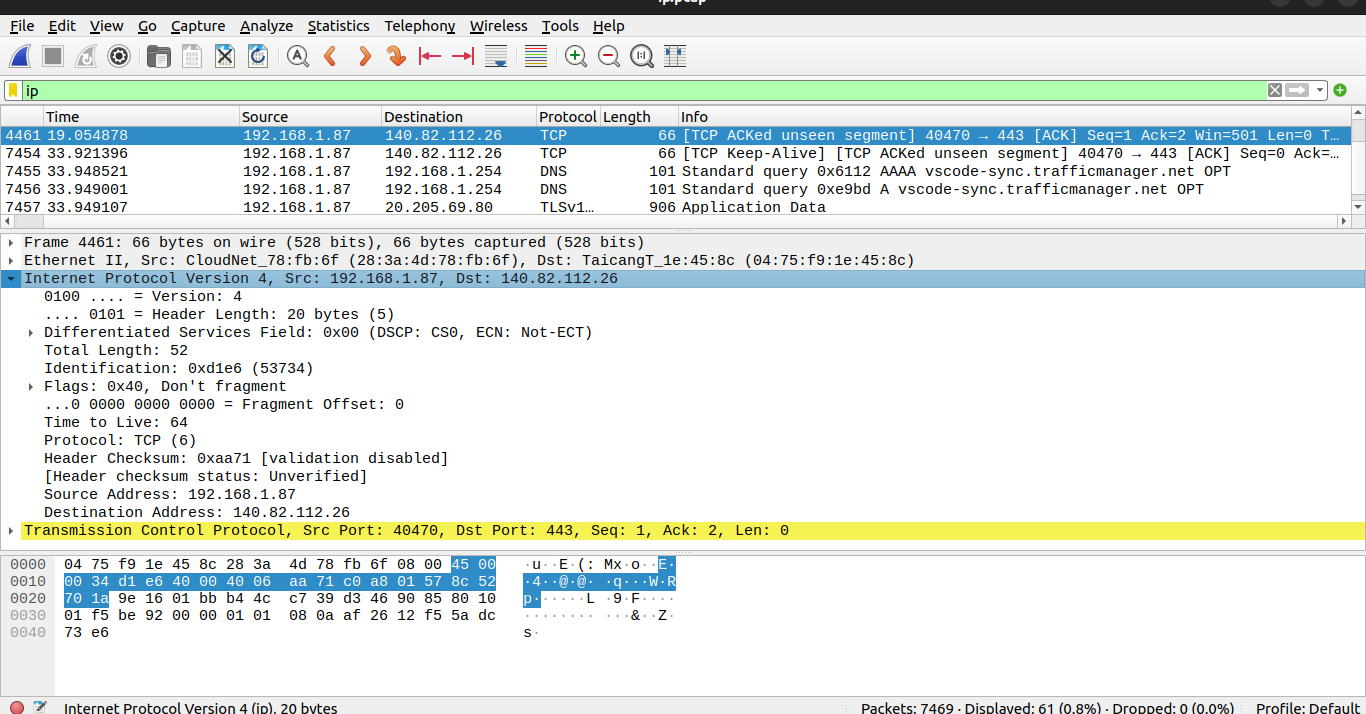 File Edit View Go Capture Analyze Statistics Telephony Wireless Tools Help
ip
Time Source Destination Protocol Length Info
4461 19.054878 192.168.1.87 140.82.112.26 TCP 66 [TCP ACKed unseen segment] 40470 → 443 [ACK] Seq=1 Ack=2 Win=501 Len=0 T…
7454 33.921396 192.168.1.87 140.82.112.26 TCP 66 [TCP Keep-Alive] [TCP ACKed unseen segment] 40470 → 443 [ACK] Seq=0 Ack=…
7455 33.948521 192.168.1.87 192.168.1.254 DNS 101 Standard query 0x6112 AAAA vscode-sync.trafficmanager.net OPT
7456 33.949001 192.168.1.87 192.168.1.254 DNS 101 Standard query 0xe9bd A vscode-sync.trafficmanager.net OPT
7457 33.949107 192.168.1.87 20.205.69.80 TLSv1… 906 Application Data
Frame 4461: 66 bytes on wire (528 bits), 66 bytes captured (528 bits)
Ethernet II, Src: CloudNet_78:fb:6f (28:3a:4d:78:fb:6f), Dst: TaicangT_1e:45:8c (04:75:f9:1e:45:8c)
Internet Protocol Version 4, Src: 192.168.1.87, Dst: 140.82.112.26
0100 .... = Version: 4
.... 0101 = Header Length: 20 bytes (5)
Differentiated Services Field: 0x00 (DSCP: CS0, ECN: Not-ECT)
Total Length: 52
Identification: 0xd1e6 (53734)
Flags: 0x40, Don't fragment
...0 0000 0000 0000 = Fragment Offset: 0
Time to Live: 64
Protocol: TCP (6)
Header Checksum: 0xaa71 [validation disabled]
[Header checksum status: Unverified]
Source Address: 192.168.1.87
Destination Address: 140.82.112.26
Transmission Control Protocol, Src Port: 40470, Dst Port: 443, Seq: 1, Ack: 2, Len: 0
0000 04 75 f9 1e 45 8c 28 3a 4d 78 fb 6f 08 00 45 00 ·u··E·(: Mx·o··E·
0010 00 34 d1 e6 40 00 40 06 aa 71 c0 a8 01 57 8c 52 ·4··@·@· ·q···W·R
0020 70 1a 9e 16 01 bb b4 4c c7 39 d3 46 90 85 80 10 p······L ·9·F····
0030 01 f5 be 92 00 00 01 01 08 0a af 26 12 f5 5a dc ········ ···&··Z·
0040 73 e6 s·
Internet Protocol Version 4 (ip), 20 bytes Packets: 7469 · Displayed: 61 (0.8%) · Dropped: 0 (0.0%) Profile: Default